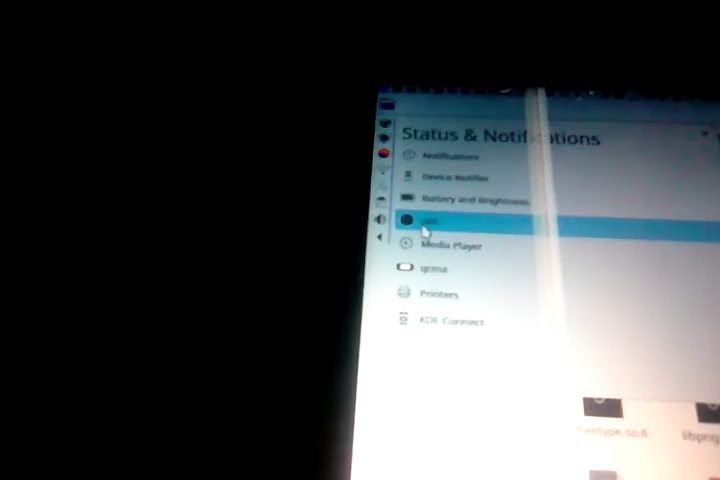 Status & Notifications
Notifications
Device Notifier
Battery and Brightness
Media Player
qcma
Printers
KDE Connect